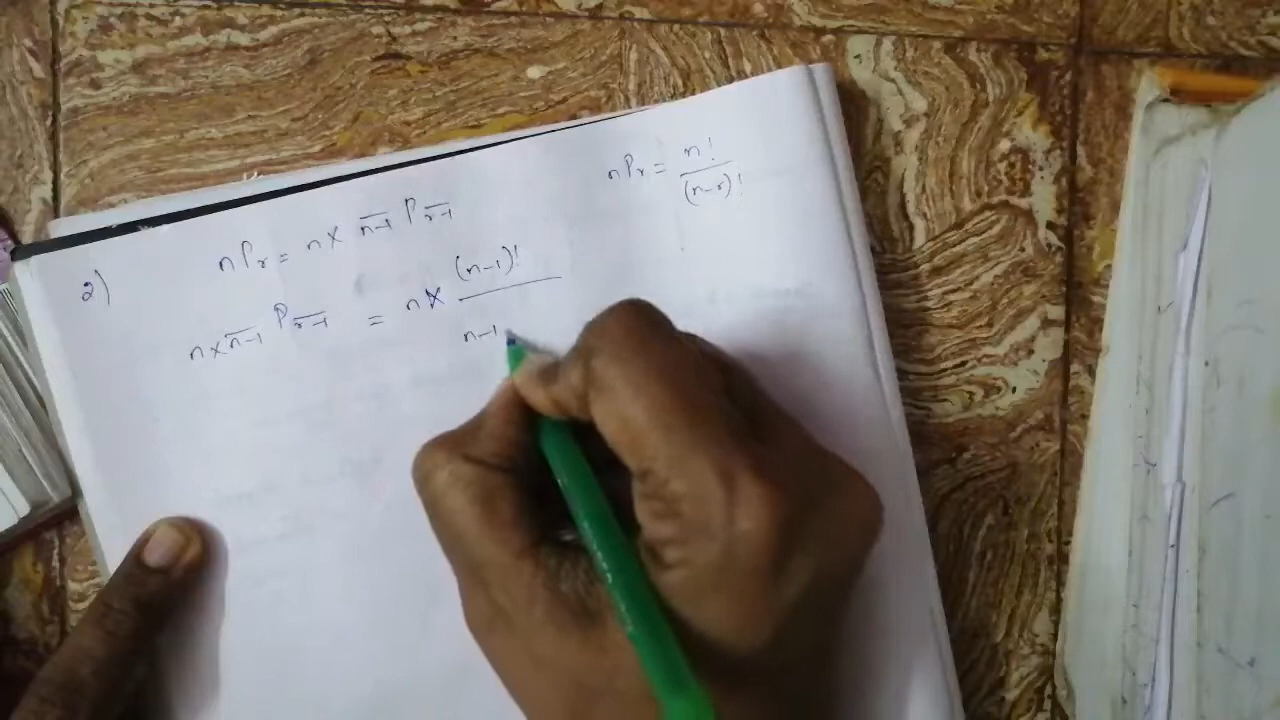 nPr = n!/(n-r)!
2) nPr = n× n̅-̅1̅ P r̅-̅1̅
n× n̅-̅1̅ P r̅-̅1̅ = n× (n-1)!/n-1